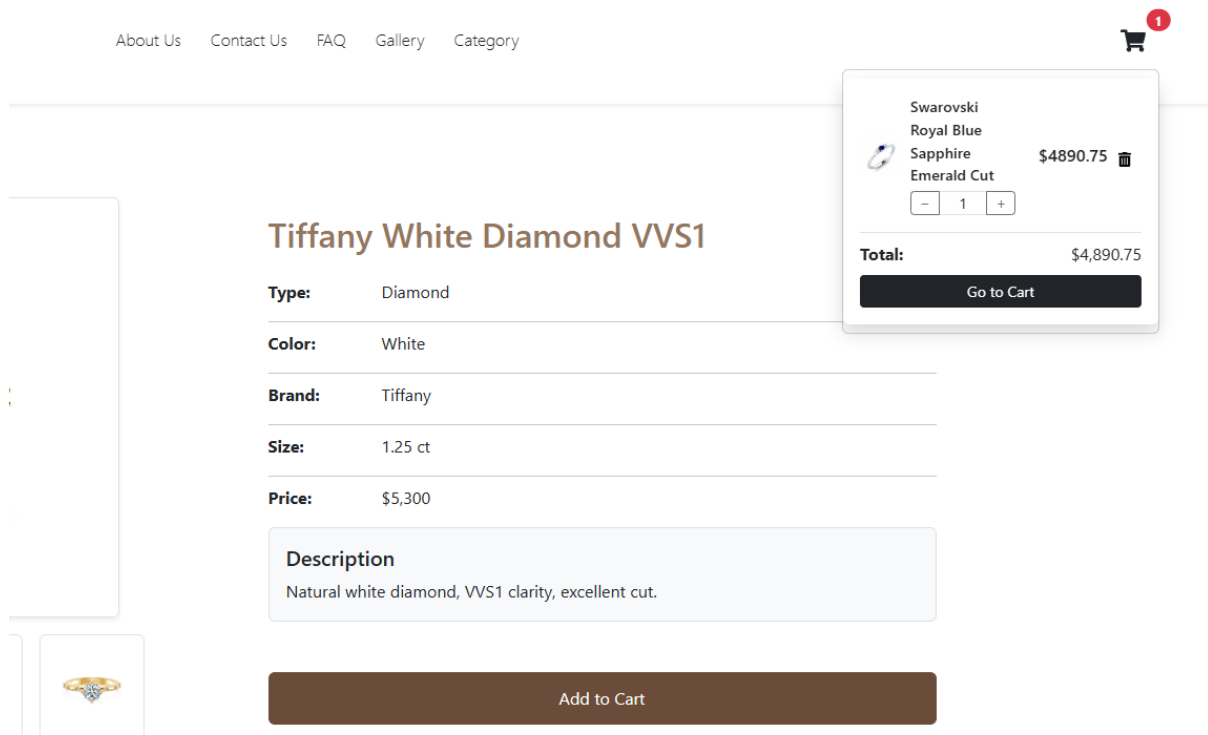 About Us Contact Us FAQ Gallery Category
1
Swarovski
Royal Blue
Sapphire
Emerald Cut
$4890.75
− 1 +
Total: $4,890.75
Go to Cart
Tiffany White Diamond VVS1
Type: Diamond
Color: White
Brand: Tiffany
Size: 1.25 ct
Price: $5,300
Description
Natural white diamond, VVS1 clarity, excellent cut.
Add to Cart